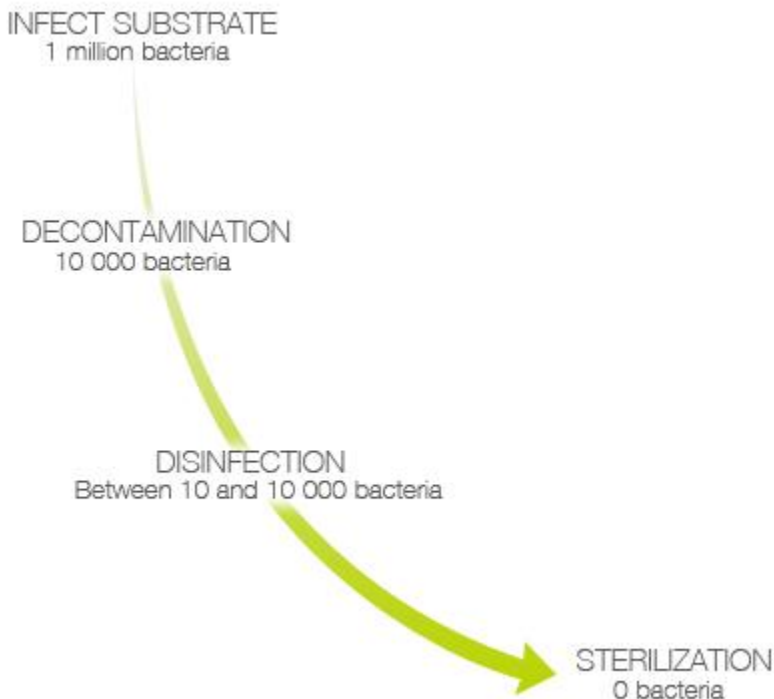 INFECT SUBSTRATE
1 million bacteria
DECONTAMINATION
10 000 bacteria
DISINFECTION
Between 10 and 10 000 bacteria
STERILIZATION
0 bacteria